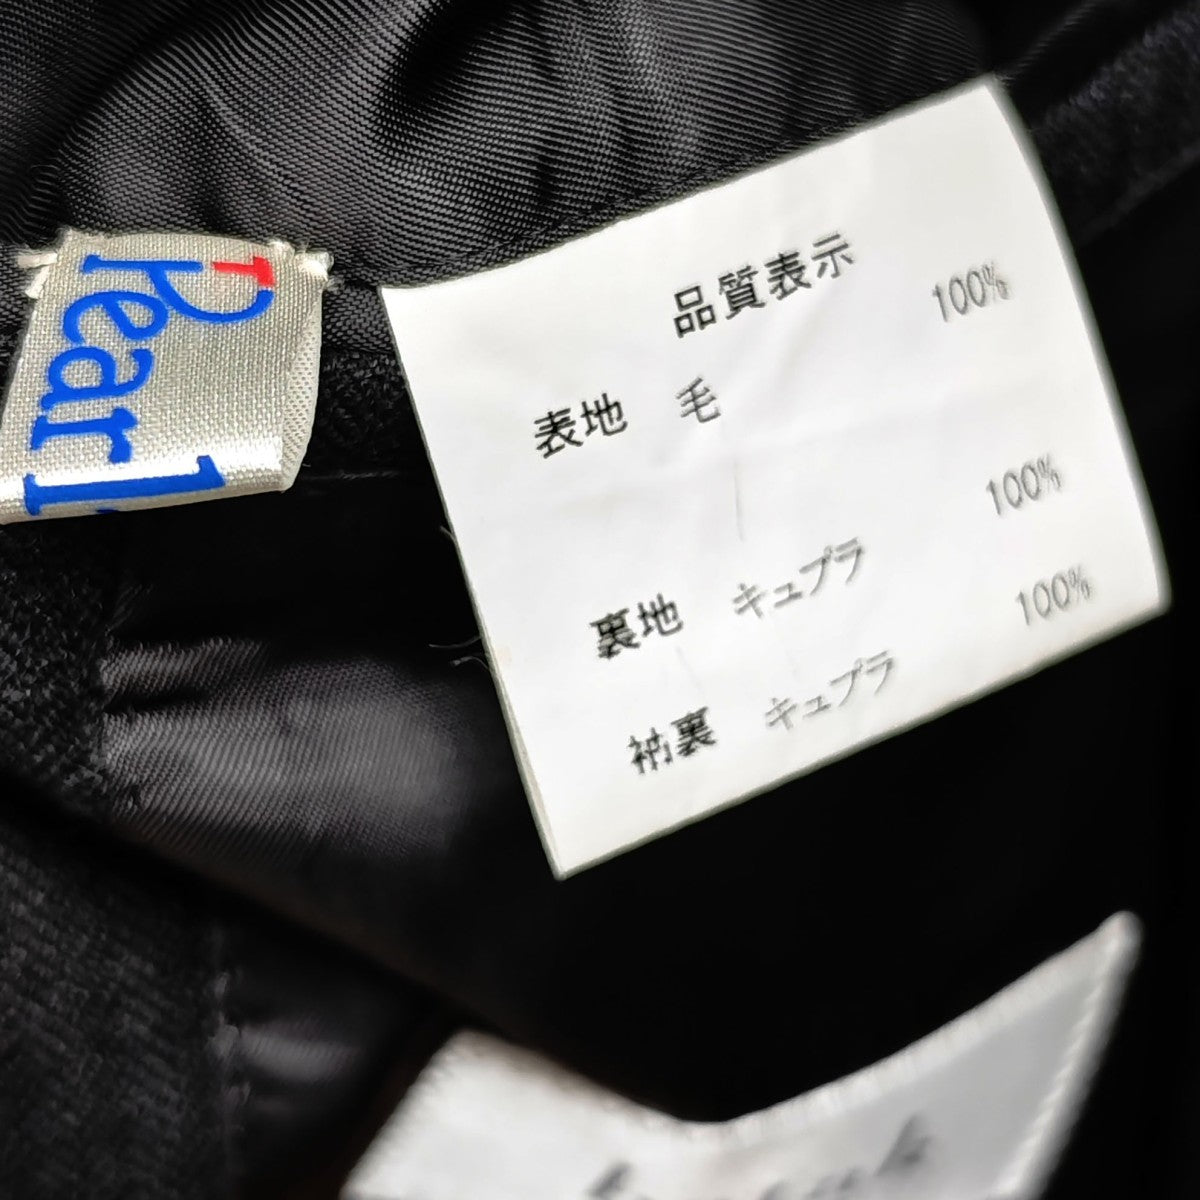 Pearl
品質表示
表地 毛 100%
裏地 キュプラ 100%
袖裏 キュプラ 100%